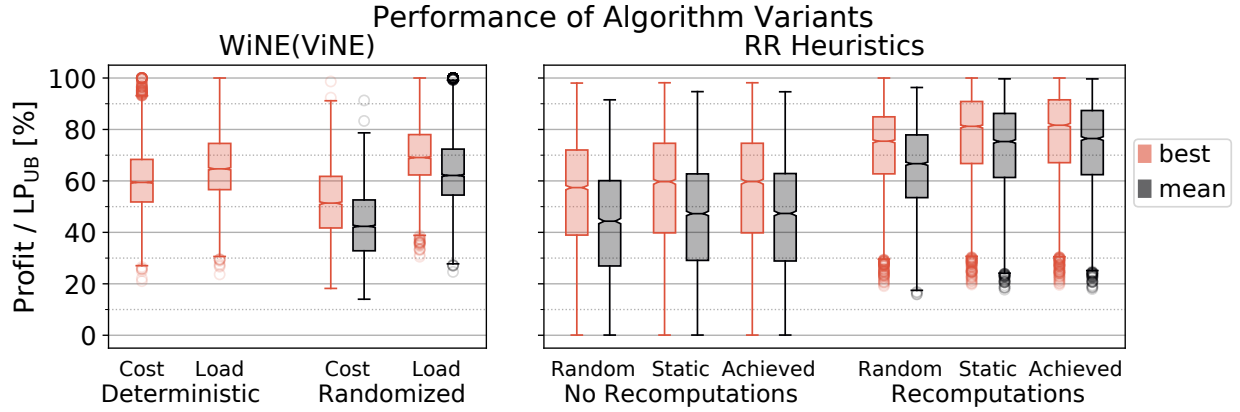 Performance of Algorithm Variants
WiNE(ViNE)
RR Heuristics
Profit / LP_UB [%]
100
80
60
40
20
0
Cost Load Cost Load
Deterministic Randomized
Random Static Achieved Random Static Achieved
No Recomputations Recomputations
best
mean